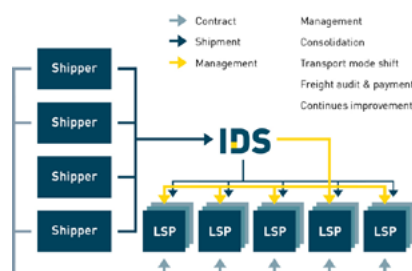 Contract
Shipment
Management
Management
Consolidation
Transport mode shift
Freight audit & payment
Continues improvement
Shipper
Shipper
Shipper
Shipper
IDS
LSP
LSP
LSP
LSP
LSP